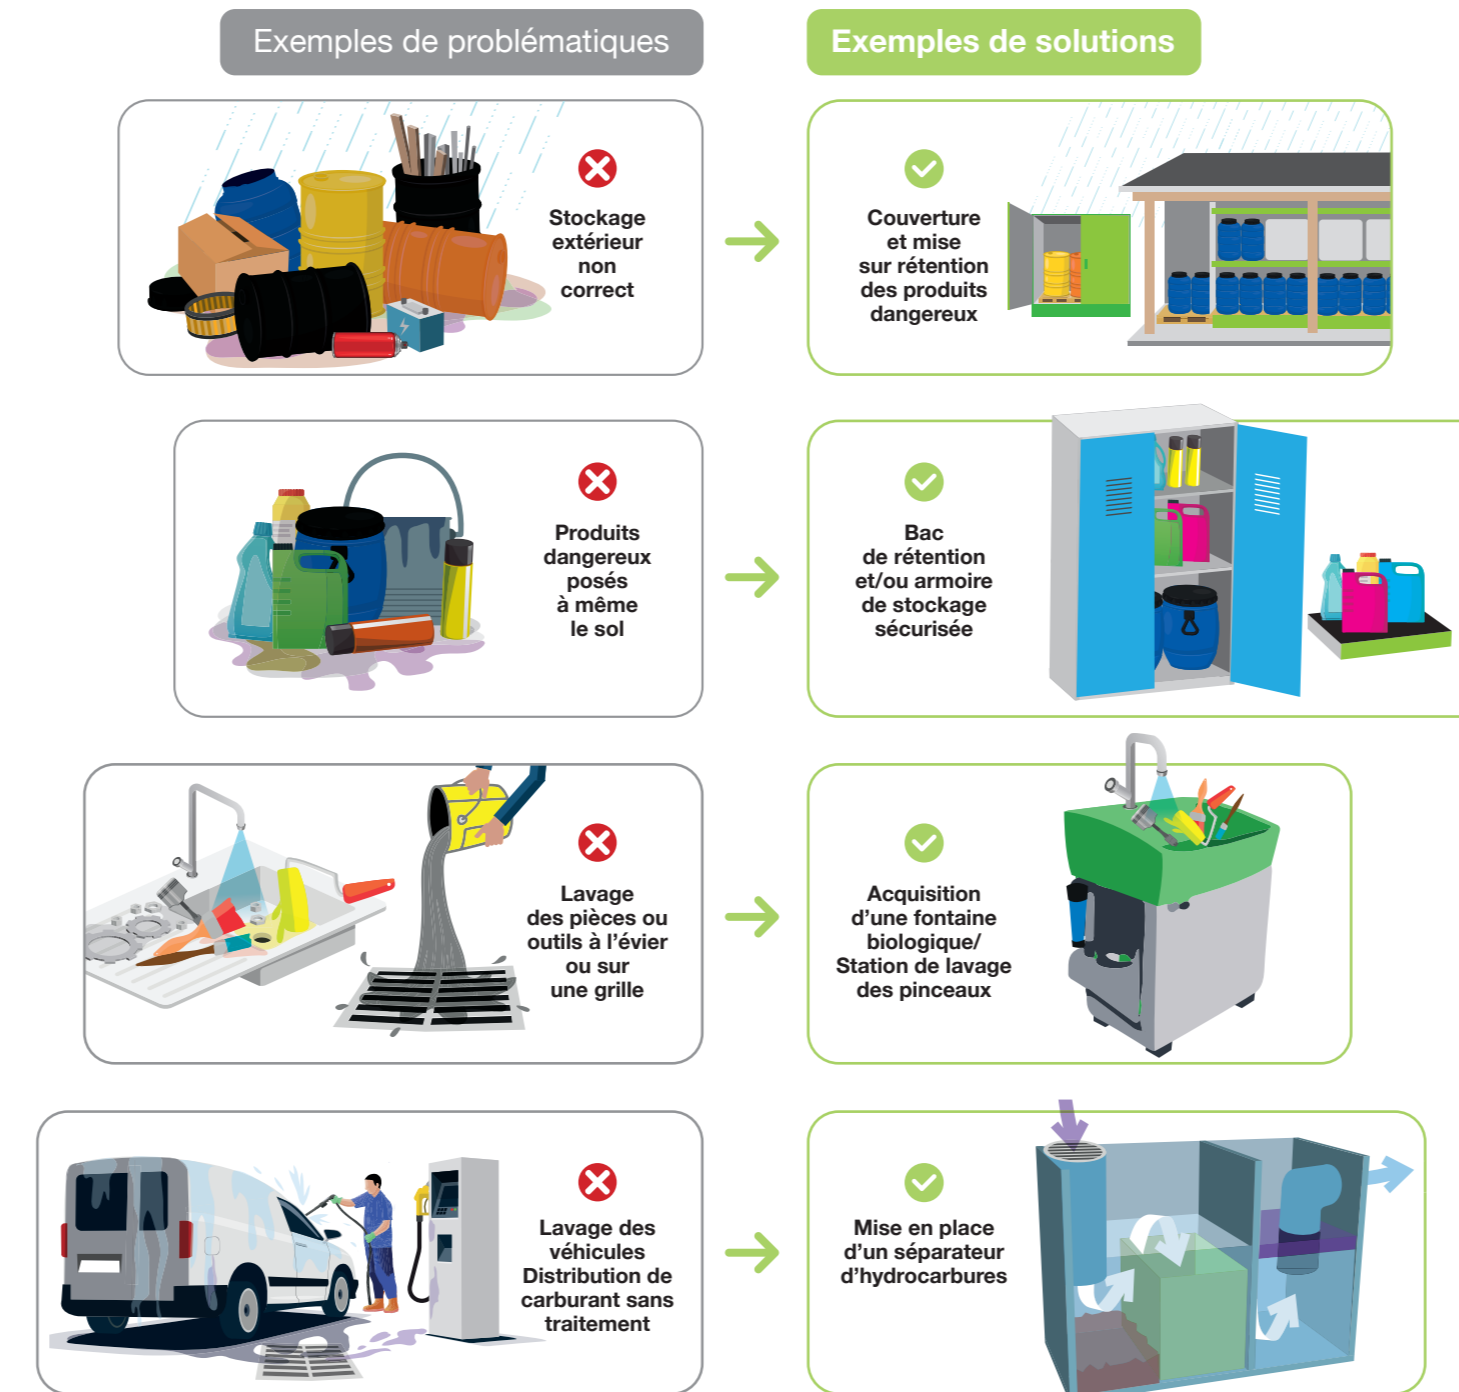 Exemples de problématiques
Exemples de solutions
Stockage
extérieur
non
correct
Couverture
et mise
sur rétention
des produits
dangereux
Produits
dangereux
posés
à même
le sol
Bac
de rétention
et/ou armoire
de stockage
sécurisée
Lavage
des pièces ou
outils à l'évier
ou sur
une grille
Acquisition
d'une fontaine
biologique/
Station de lavage
des pinceaux
Lavage des
véhicules
Distribution de
carburant sans
traitement
Mise en place
d'un séparateur
d'hydrocarbures